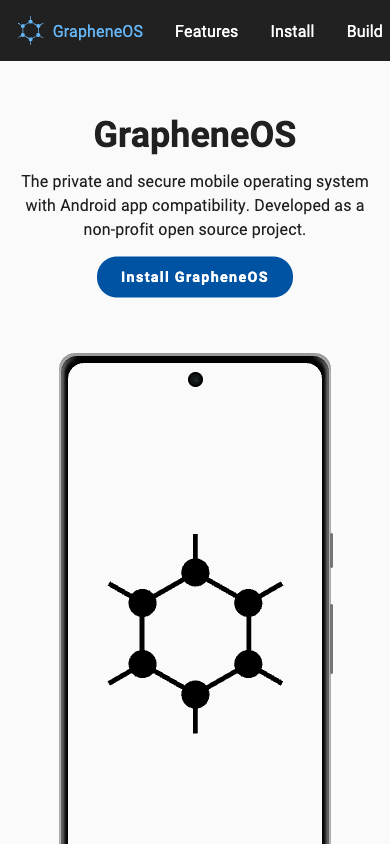 GrapheneOS Features Install Build
GrapheneOS
The private and secure mobile operating system
with Android app compatibility. Developed as a
non-profit open source project.
Install GrapheneOS